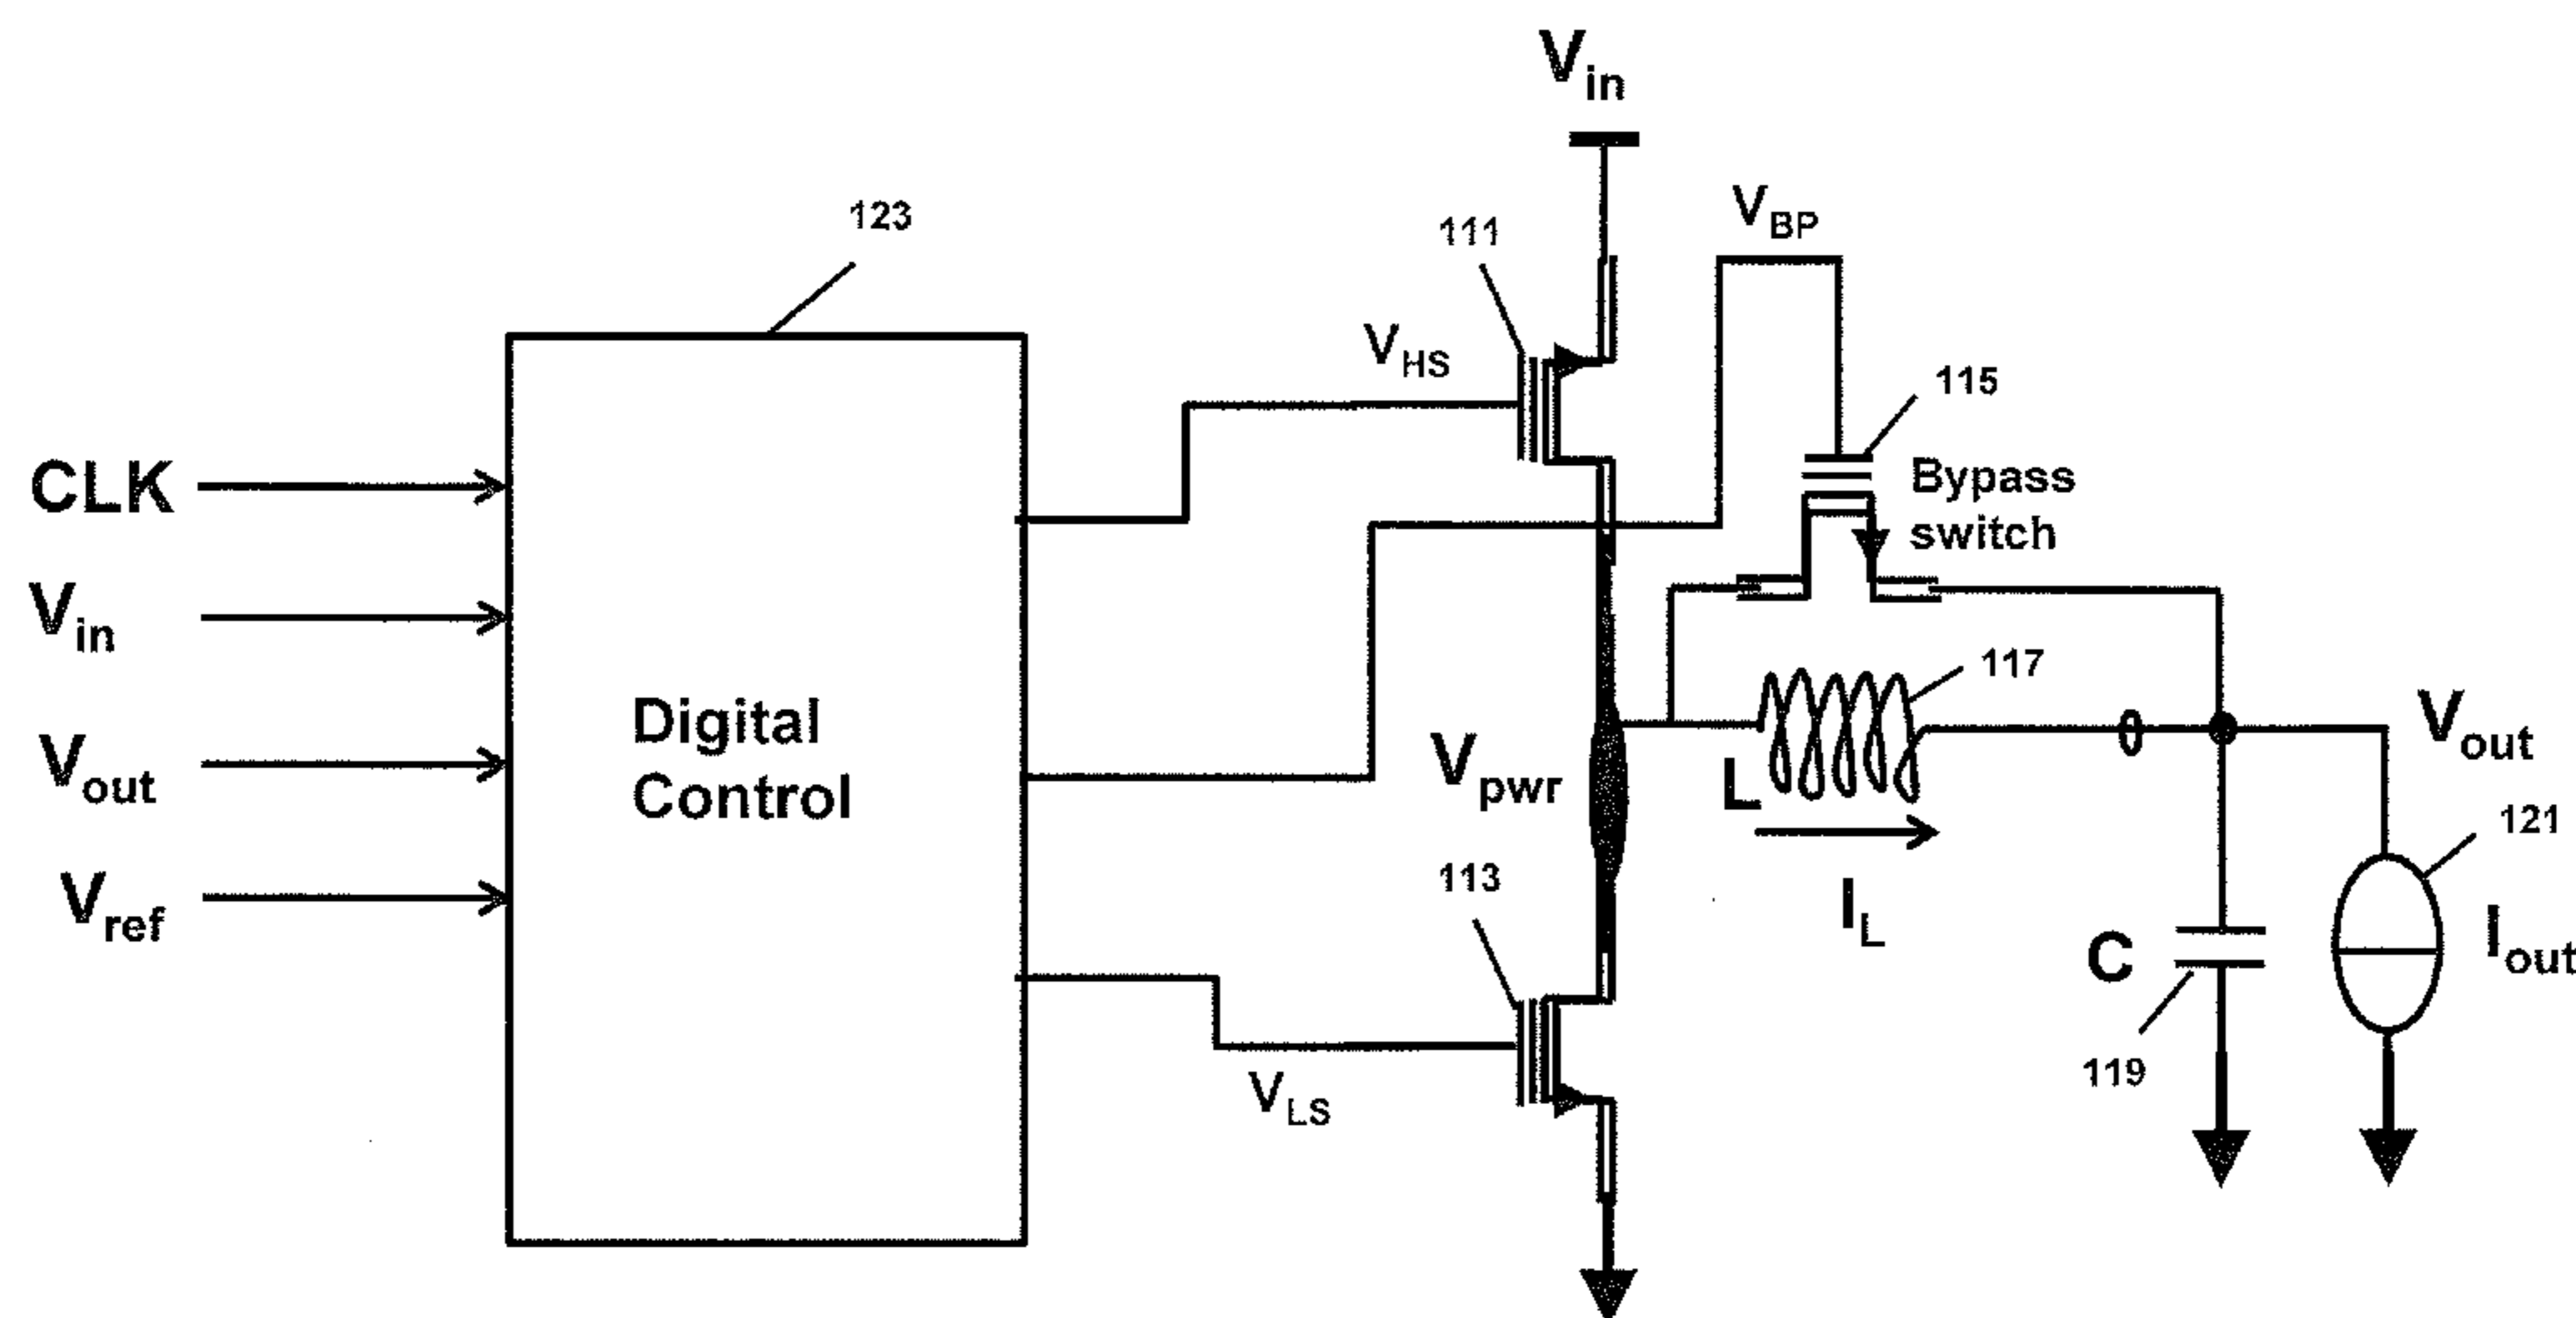 Vin
123
111
VBP
VHS
115
Bypass
switch
CLK
Vin
Vout
Vref
Digital
Control
117
Vpwr
L
IL
Vout
121
Iout
113
C
119
VLS